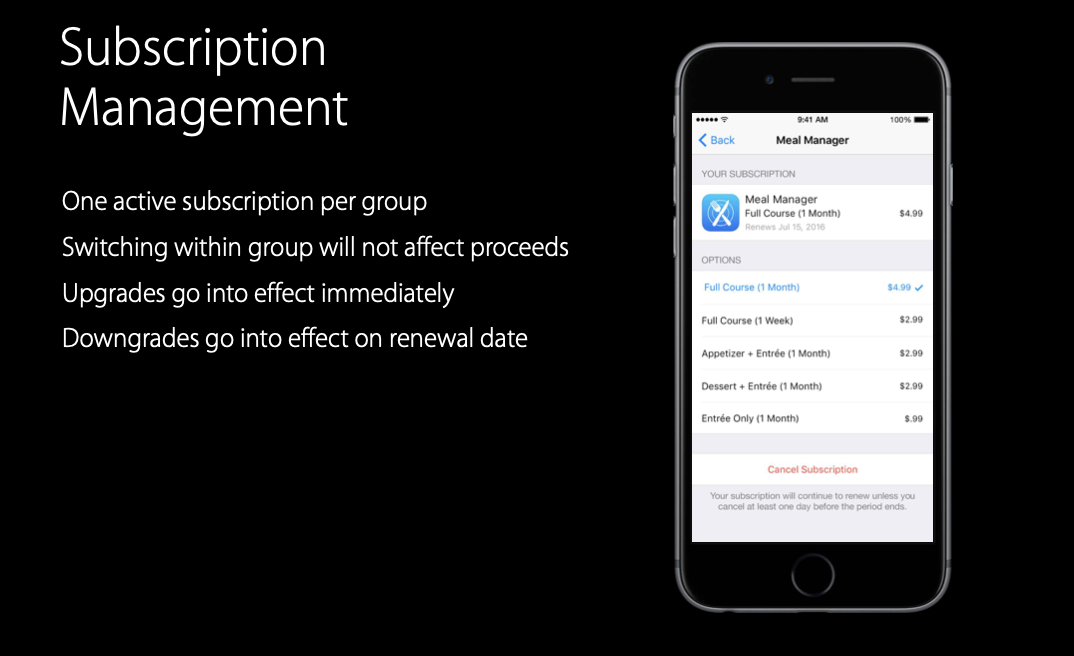 Subscription
Management
One active subscription per group
Switching within group will not affect proceeds
Upgrades go into effect immediately
Downgrades go into effect on renewal date
9:41 AM
100%
Back
Meal Manager
YOUR SUBSCRIPTION
Meal Manager
Full Course (1 Month) $4.99
Renews Jul 15, 2016
OPTIONS
Full Course (1 Month) $4.99
Full Course (1 Week) $2.99
Appetizer + Entrée (1 Month) $2.99
Dessert + Entrée (1 Month) $2.99
Entrée Only (1 Month) $.99
Cancel Subscription
Your subscription will continue to renew unless you
cancel at least one day before the period ends.